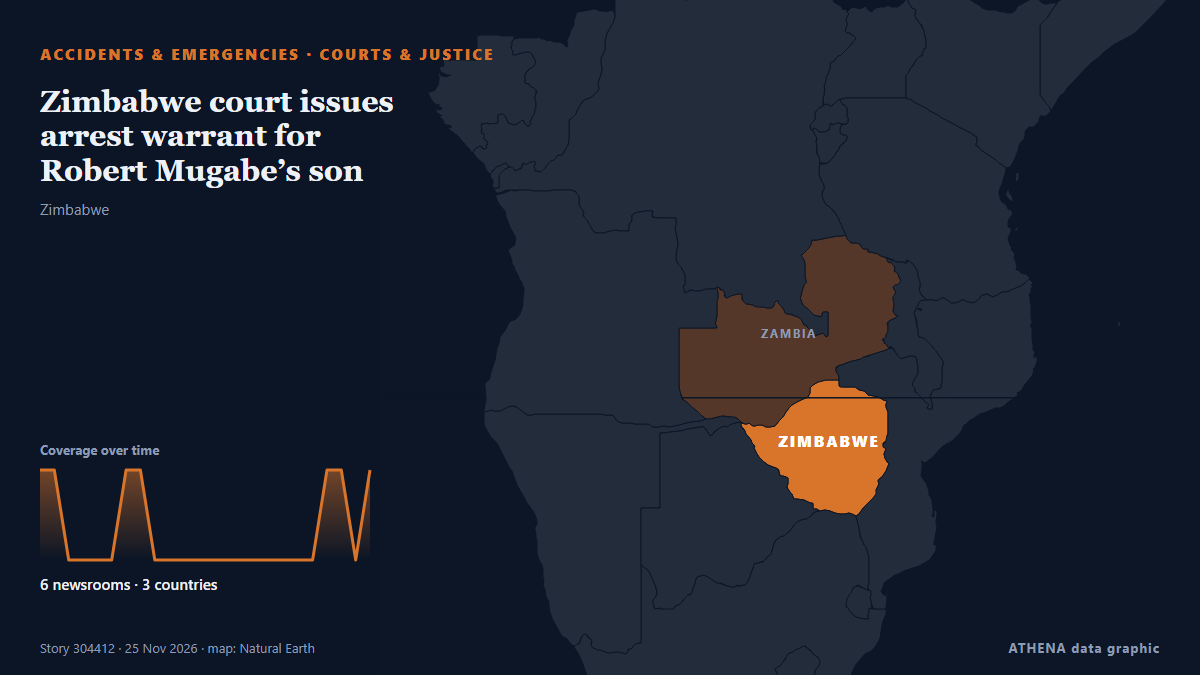 ACCIDENTS & EMERGENCIES · COURTS & JUSTICE
Zimbabwe court issues
arrest warrant for
Robert Mugabe’s son
Zimbabwe
ZAMBIA
ZIMBABWE
Coverage over time
6 newsrooms · 3 countries
Story 304412 · 25 Nov 2026 · map: Natural Earth
ATHENA data graphic